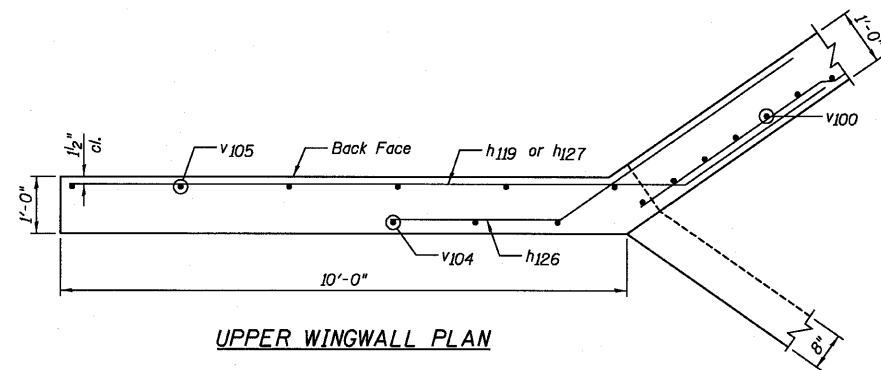 1'-0"
1½" cl.
v105
Back Face
h119 or h127
v100
1'-0"
v104
h126
10'-0"
8"
UPPER WINGWALL PLAN